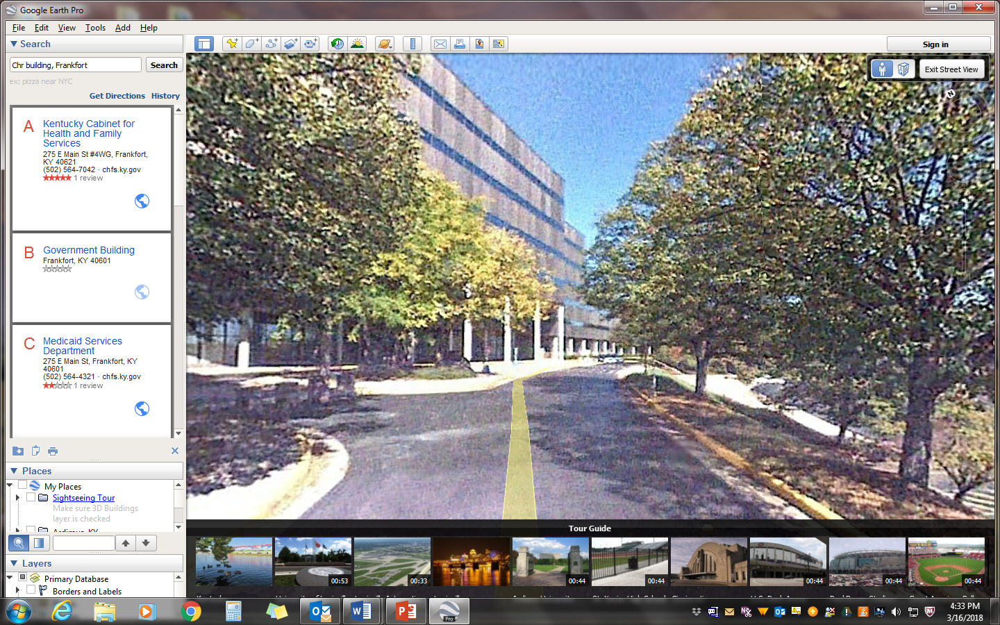 Google Earth Pro
File Edit View Tools Add Help
Search
Chr building, Frankfort
Search
ex: pizza near NYC
Get Directions History
A
Kentucky Cabinet for
Health and Family
Services
275 E Main St #4WG, Frankfort,
KY 40621
(502) 564-7042 · chfs.ky.gov
1 review
B
Government Building
Frankfort, KY 40601
C
Medicaid Services
Department
275 E Main St, Frankfort, KY
40601
(502) 564-4321 · chfs.ky.gov
1 review
Places
My Places
Sightseeing Tour
Make sure 3D Buildings
layer is checked
Layers
Primary Database
Borders and Labels
Sign in
Exit Street View
N
Tour Guide
00:53
00:33
00:44
00:44
00:44
00:44
00:44
Pro
4:33 PM
3/16/2018